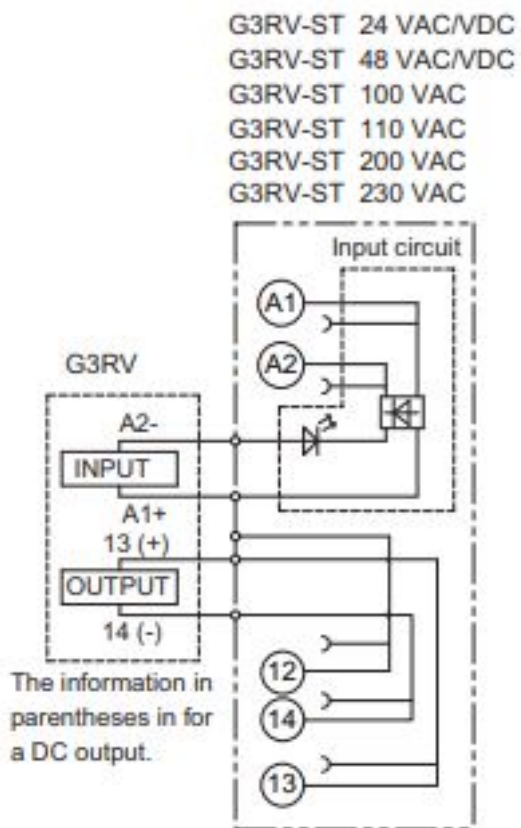 G3RV-ST 24 VAC/VDC
G3RV-ST 48 VAC/VDC
G3RV-ST 100 VAC
G3RV-ST 110 VAC
G3RV-ST 200 VAC
G3RV-ST 230 VAC
Input circuit
A1
A2
G3RV
A2-
INPUT
A1+
13 (+)
OUTPUT
14 (-)
The information in
parentheses in for
a DC output.
12
14
13